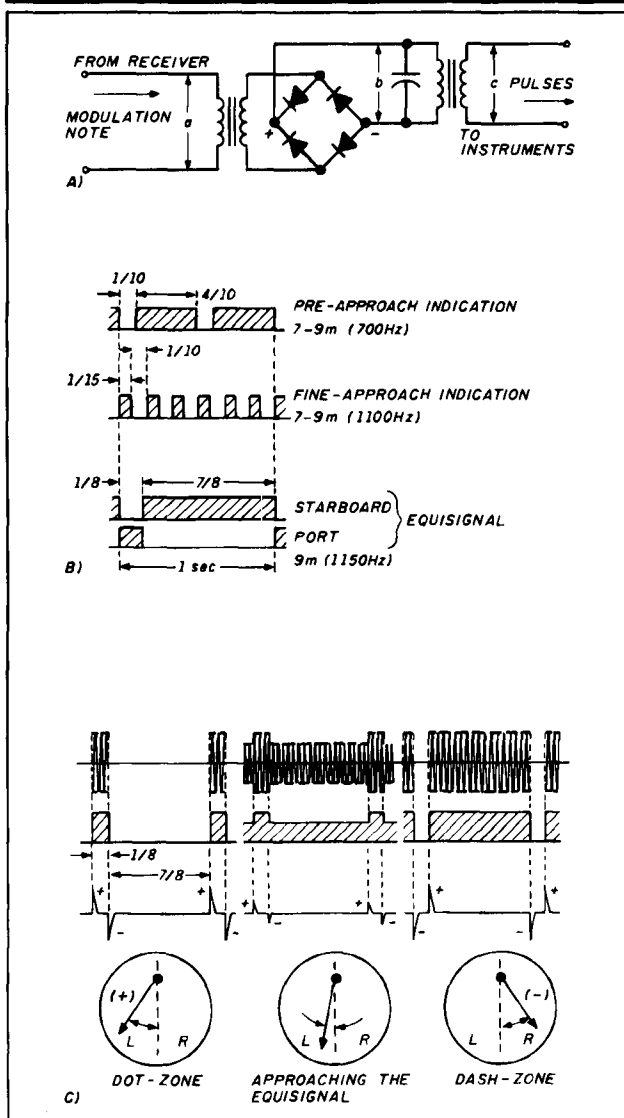 FROM RECEIVER
MODULATION
NOTE
a
b
c
PULSES
TO
INSTRUMENTS
+
-
A)
1/10
4/10
PRE-APPROACH INDICATION
7-9m (700Hz)
1/10
1/15
FINE-APPROACH INDICATION
7-9m (1100Hz)
1/8
7/8
STARBOARD
PORT
EQUISIGNAL
9m (1150Hz)
1 sec
B)
1/8
7/8
+ - + - + - + - - + - +
(+) L R
L R
(-) L R
DOT-ZONE
APPROACHING THE
EQUISIGNAL
DASH-ZONE
C)